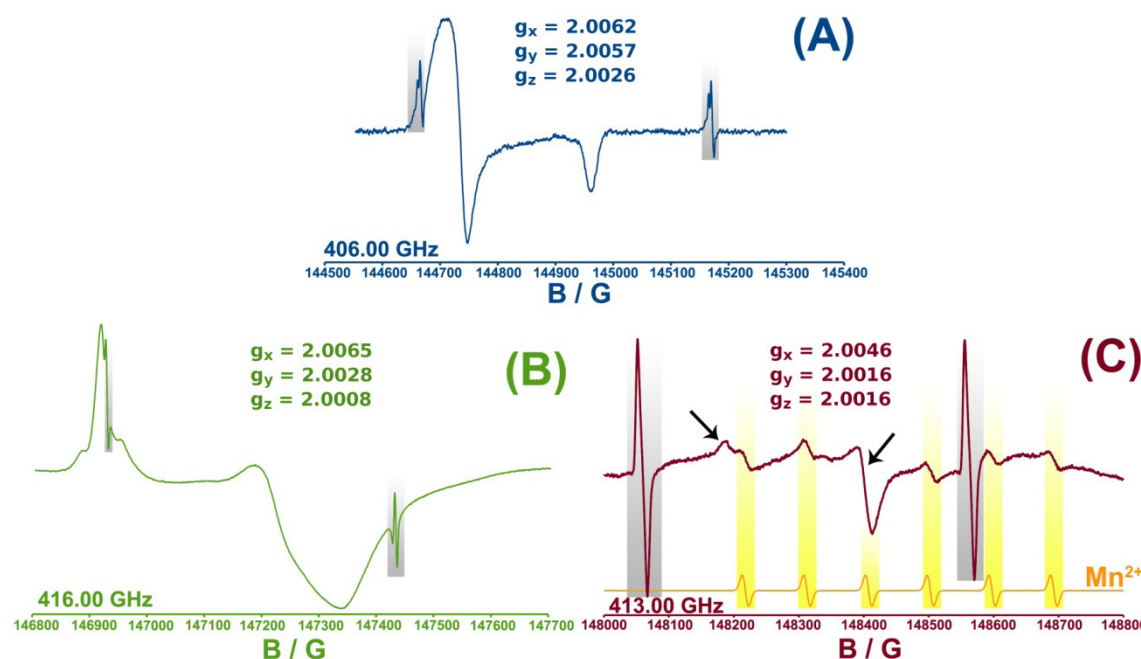 (A)
gx = 2.0062
gy = 2.0057
gz = 2.0026
406.00 GHz
144500 144600 144700 144800 144900 145000 145100 145200 145300 145400
B / G
(B)
gx = 2.0065
gy = 2.0028
gz = 2.0008
416.00 GHz
146800 146900 147000 147100 147200 147300 147400 147500 147600 147700
B / G
(C)
gx = 2.0046
gy = 2.0016
gz = 2.0016
Mn2+
413.00 GHz
148000 148100 148200 148300 148400 148500 148600 148700 148800
B / G